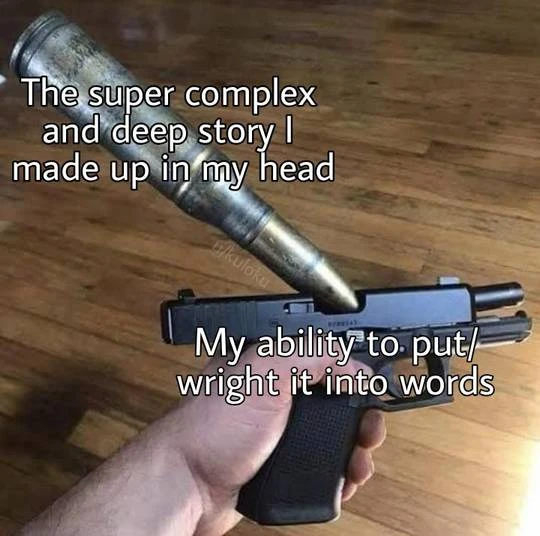 The super complex
and deep story I
made up in my head
u/kuloku
My ability to put/
wright it into words